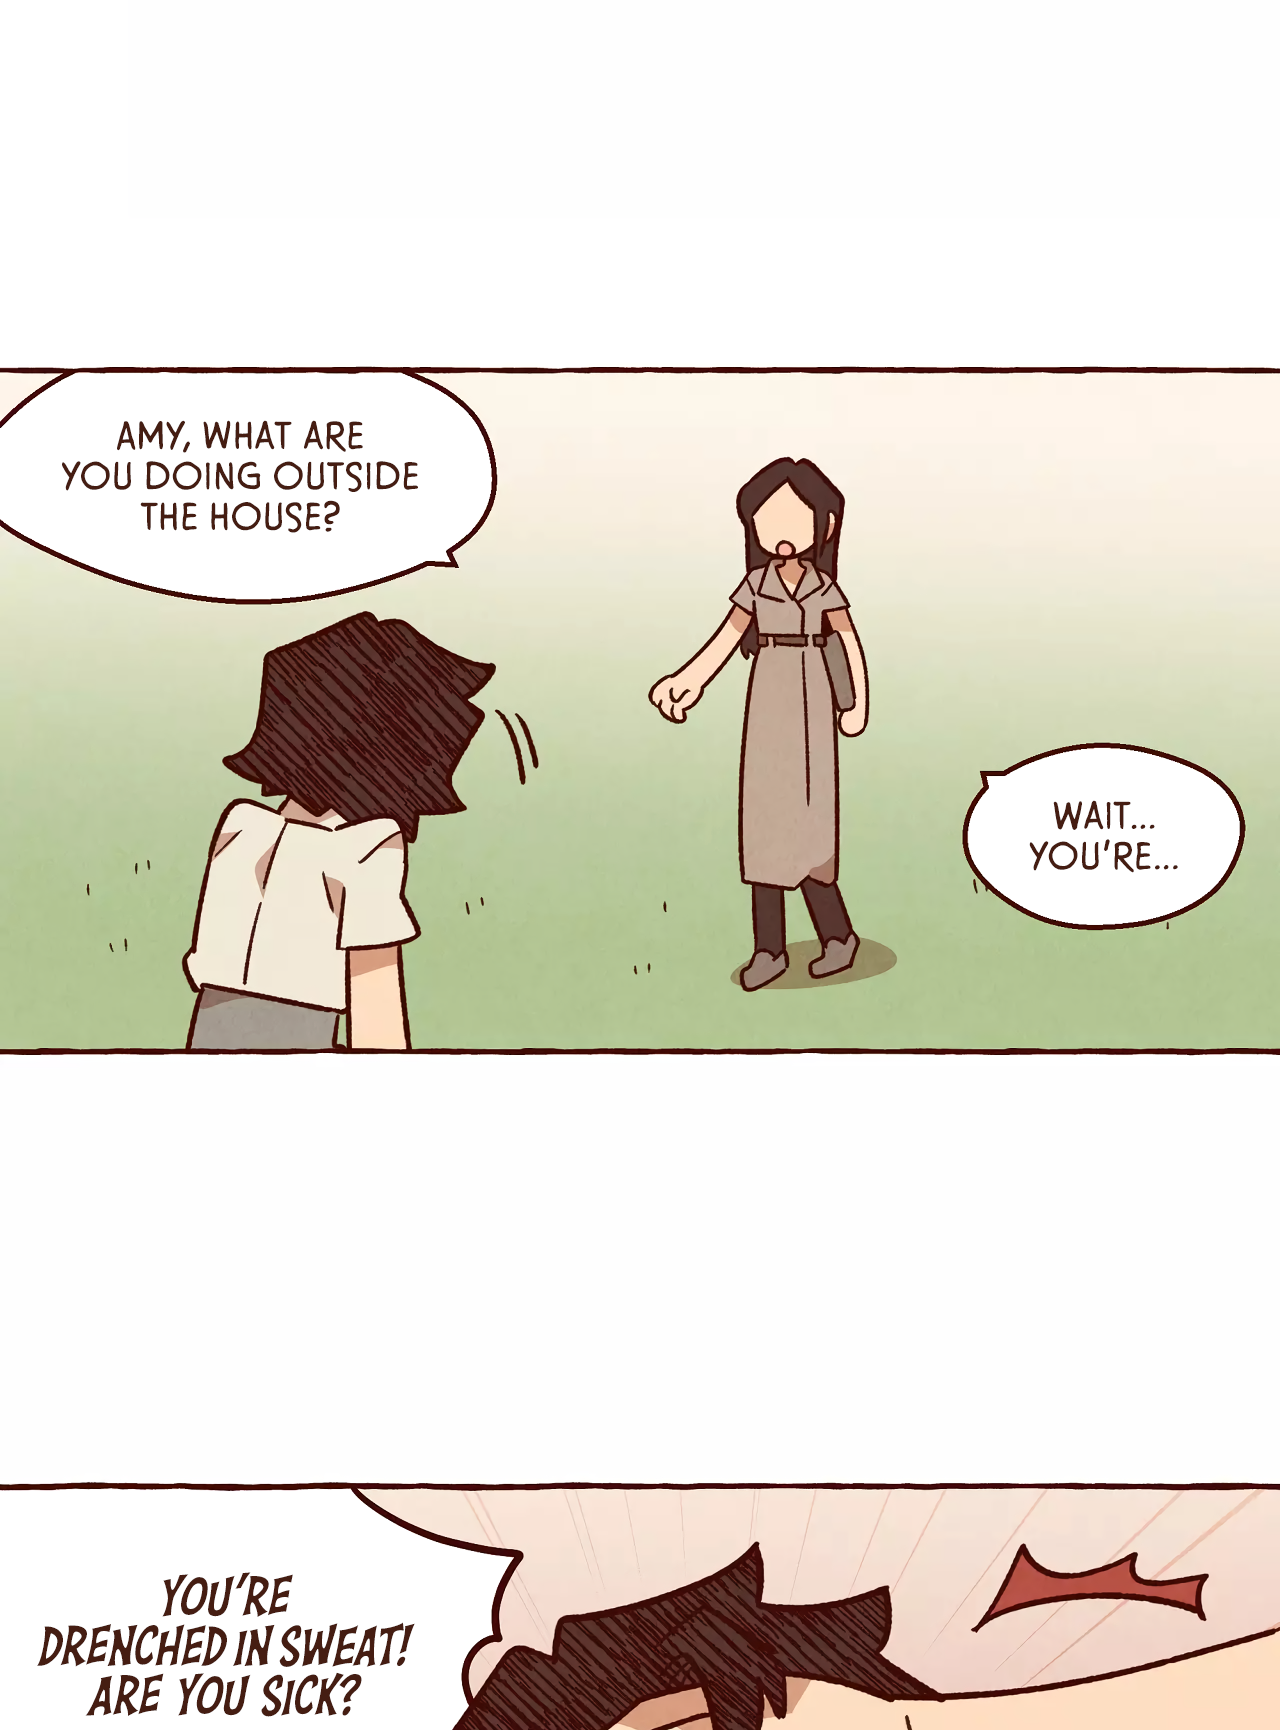 AMY, WHAT ARE
YOU DOING OUTSIDE
THE HOUSE?
WAIT...
YOU'RE...
YOU'RE
DRENCHED IN SWEAT!
ARE YOU SICK?